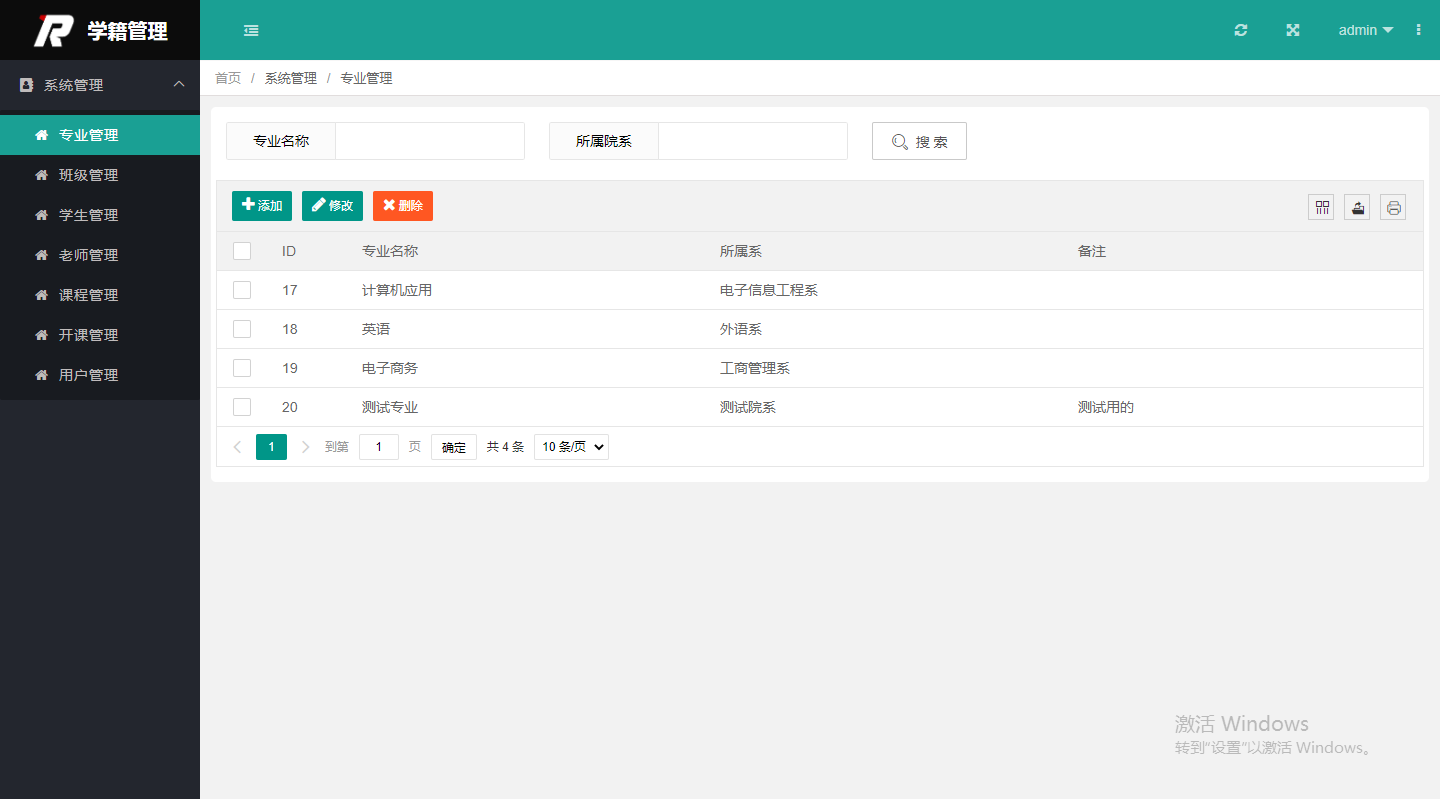 学籍管理
admin
系统管理
首页 / 系统管理 / 专业管理
专业管理
班级管理
学生管理
老师管理
课程管理
开课管理
用户管理
专业名称 所属院系 搜 索
添加 修改 删除
ID 专业名称 所属系 备注
17 计算机应用 电子信息工程系
18 英语 外语系
19 电子商务 工商管理系
20 测试专业 测试院系 测试用的
1 到第 1 页 确定 共 4 条 10 条/页
激活 Windows
转到"设置"以激活 Windows。